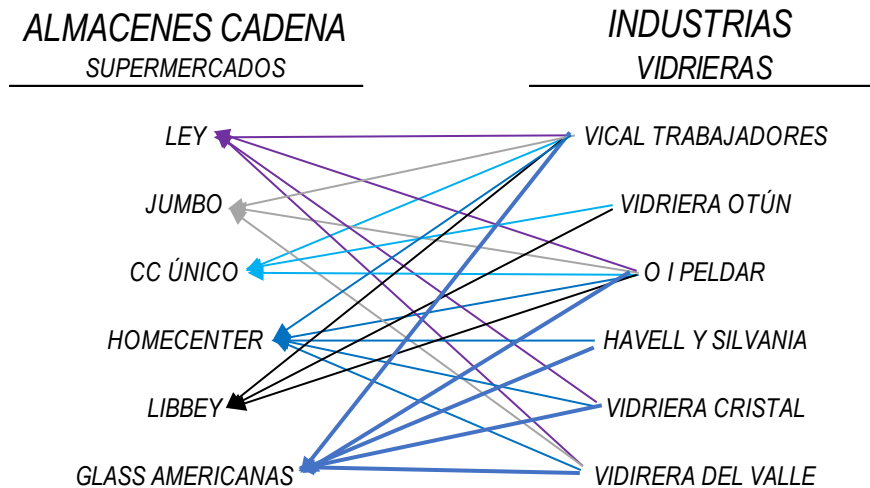 ALMACENES CADENA
SUPERMERCADOS
INDUSTRIAS
VIDRIERAS
LEY
VICAL TRABAJADORES
JUMBO
VIDRIERA OTÚN
CC ÚNICO
O I PELDAR
HOMECENTER
HAVELL Y SILVANIA
LIBBEY
VIDRIERA CRISTAL
GLASS AMERICANAS
VIDIRERA DEL VALLE